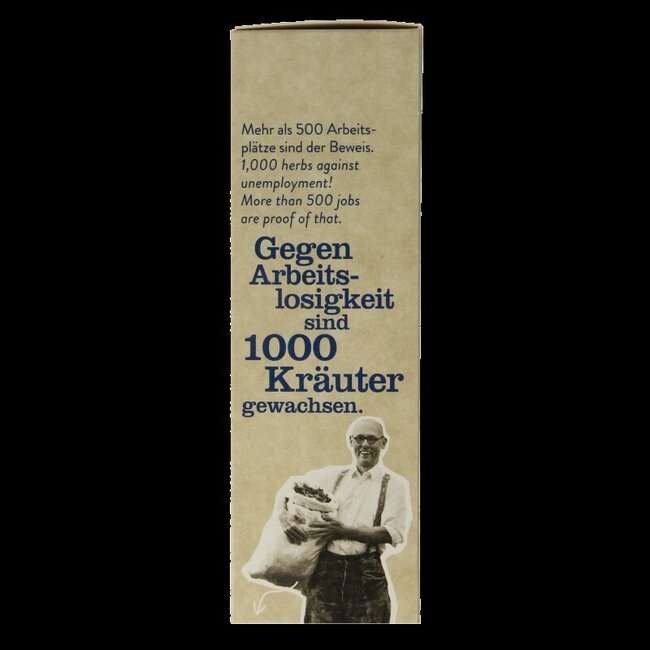 Mehr als 500 Arbeits-
plätze sind der Beweis.
1,000 herbs against
unemployment!
More than 500 jobs
are proof of that.
Gegen
Arbeits-
losigkeit
sind
1000
Kräuter
gewachsen.